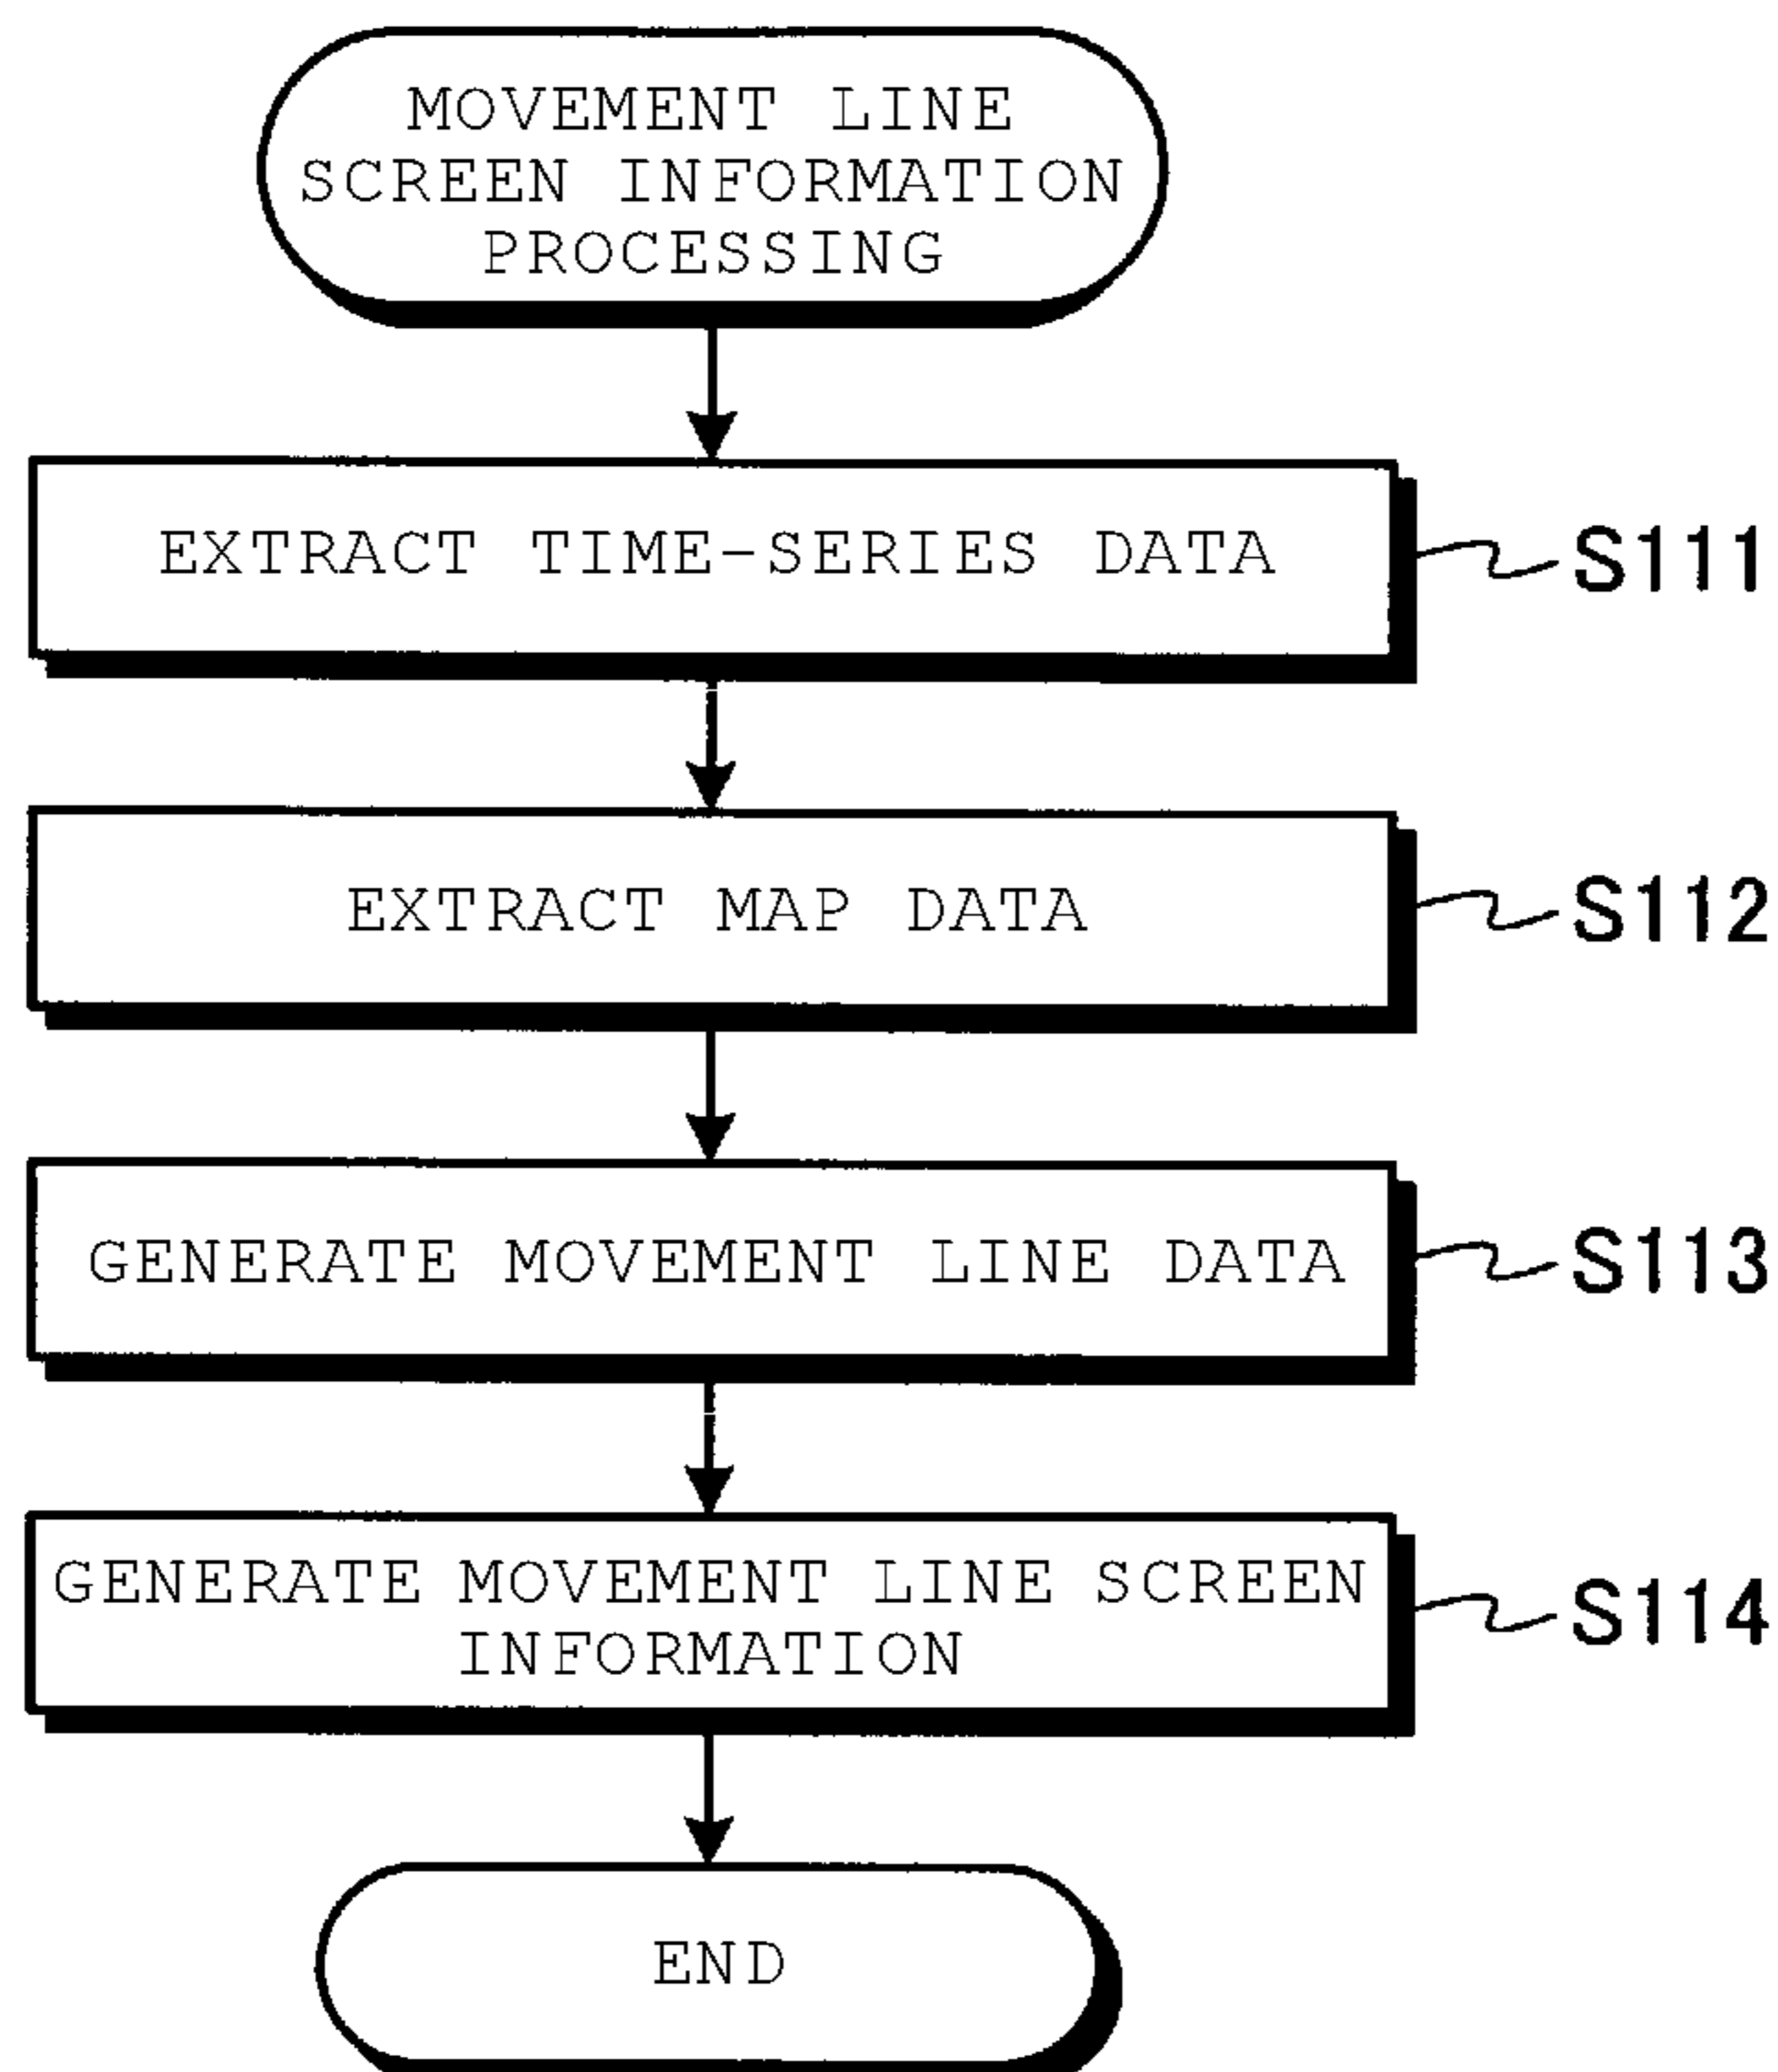 MOVEMENT LINE
SCREEN INFORMATION
PROCESSING
EXTRACT TIME-SERIES DATA
S111
EXTRACT MAP DATA
S112
GENERATE MOVEMENT LINE DATA
S113
GENERATE MOVEMENT LINE SCREEN
INFORMATION
S114
END